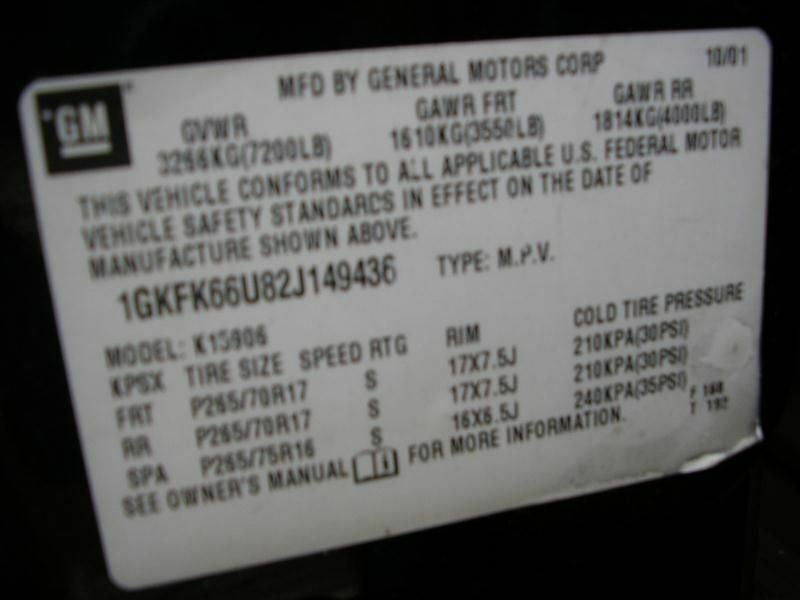 GM
MFD BY GENERAL MOTORS CORP 10/01
GVWR GAWR FRT GAWR RR
3266KG(7200LB) 1610KG(3550LB) 1814KG(4000LB)
THIS VEHICLE CONFORMS TO ALL APPLICABLE U.S. FEDERAL MOTOR
VEHICLE SAFETY STANDARDS IN EFFECT ON THE DATE OF
MANUFACTURE SHOWN ABOVE.
1GKFK66U82J149436 TYPE: M.P.V.
MODEL: K15906
KPSX TIRE SIZE SPEED RTG RIM COLD TIRE PRESSURE
FRT P265/70R17 S 17X7.5J 210KPA(30PSI)
RR P265/70R17 S 17X7.5J 210KPA(30PSI)
SPA P265/75R16 S 16X6.5J 240KPA(35PSI)
SEE OWNER'S MANUAL FOR MORE INFORMATION.